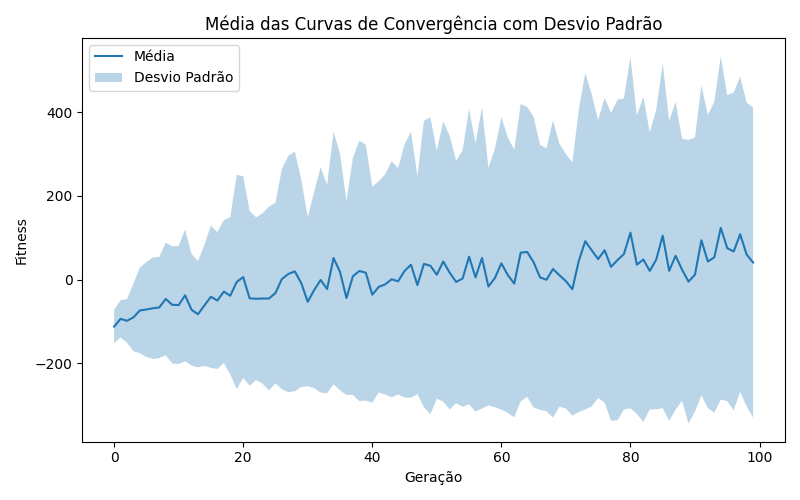 Média das Curvas de Convergência com Desvio Padrão
Média
Desvio Padrão
400
200
0
−200
Fitness
0 20 40 60 80 100
Geração